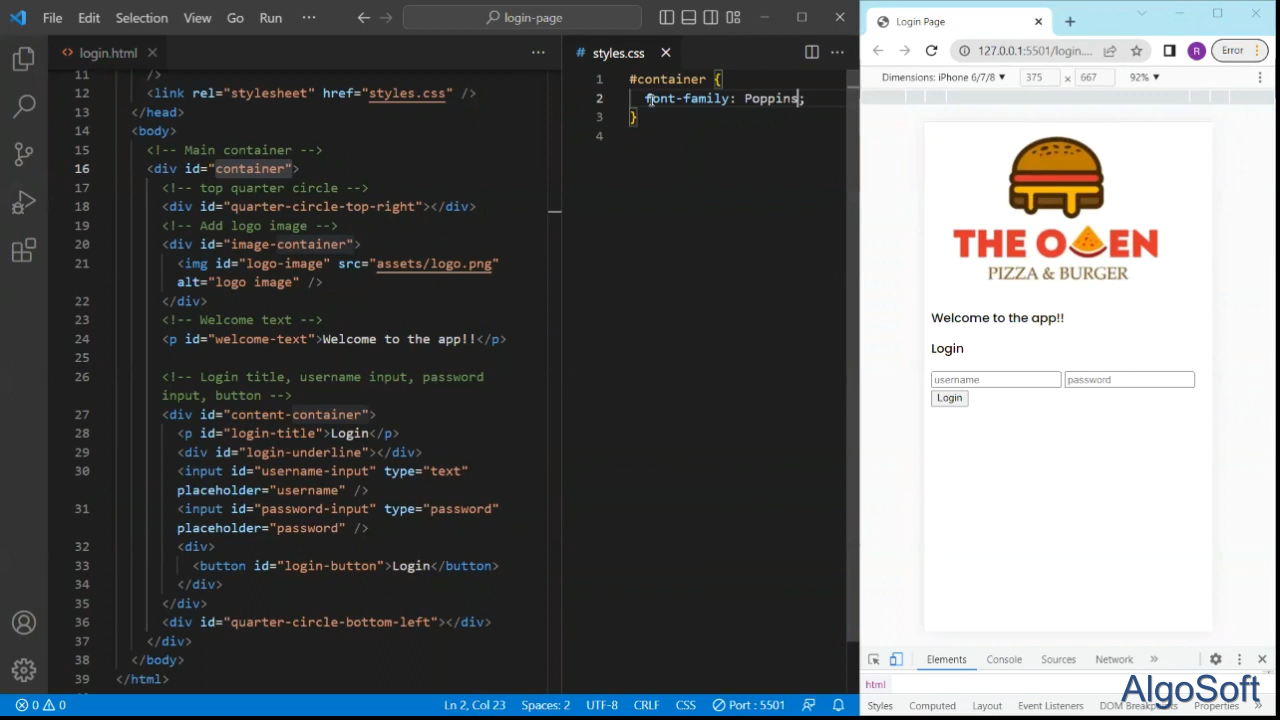 File Edit Selection View Go Run ··· login-page
login.html
styles.css
11 />
12 <link rel="stylesheet" href="styles.css" />
13 </head>
14 <body>
15 <!-- Main container -->
16 <div id="container">
17 <!-- top quarter circle -->
18 <div id="quarter-circle-top-right"></div>
19 <!-- Add logo image -->
20 <div id="image-container">
21 <img id="logo-image" src="assets/logo.png"
alt="logo image" />
22 </div>
23 <!-- Welcome text -->
24 <p id="welcome-text">Welcome to the app!!</p>
25
26 <!-- Login title, username input, password
input, button -->
27 <div id="content-container">
28 <p id="login-title">Login</p>
29 <div id="login-underline"></div>
30 <input id="username-input" type="text"
placeholder="username" />
31 <input id="password-input" type="password"
placeholder="password" />
32 <div>
33 <button id="login-button">Login</button>
34 </div>
35 </div>
36 <div id="quarter-circle-bottom-left"></div>
37 </div>
38 </body>
39 </html>
# styles.css
1 #container {
2 font-family: Poppins;
3 }
4
0 0 Ln 2, Col 23 Spaces: 2 UTF-8 CRLF CSS Port : 5501
Login Page
127.0.0.1:5501/login.... R Error
Dimensions: iPhone 6/7/8 375 x 667 92%
THE OVEN
PIZZA & BURGER
Welcome to the app!!
Login
username password
Login
Elements Console Sources Network »
html
AlgoSoft
Styles Computed Layout Event Listeners DOM Breakpoints Properties